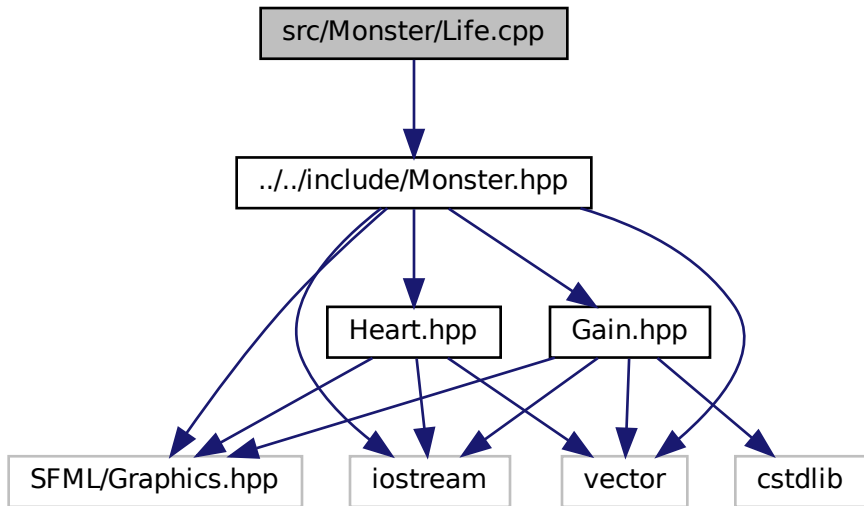 src/Monster/Life.cpp
../../include/Monster.hpp
Heart.hpp
Gain.hpp
SFML/Graphics.hpp
iostream
vector
cstdlib